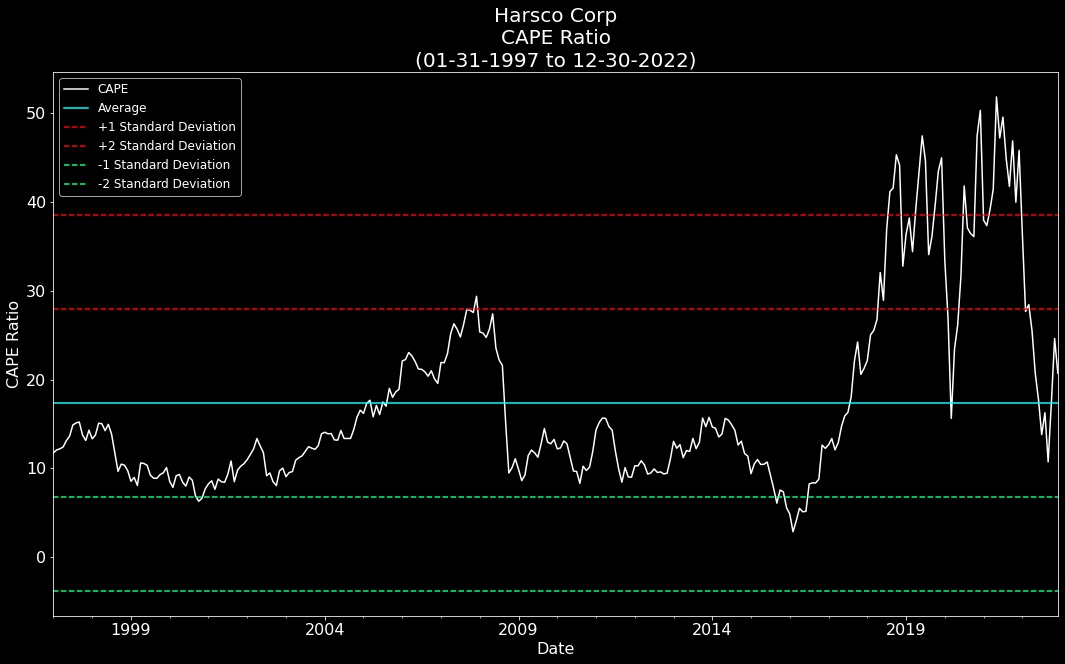 Harsco Corp
CAPE Ratio
(01-31-1997 to 12-30-2022)
CAPE
Average
+1 Standard Deviation
+2 Standard Deviation
-1 Standard Deviation
-2 Standard Deviation
CAPE Ratio
50
40
30
20
10
0
1999
2004
2009
2014
2019
Date